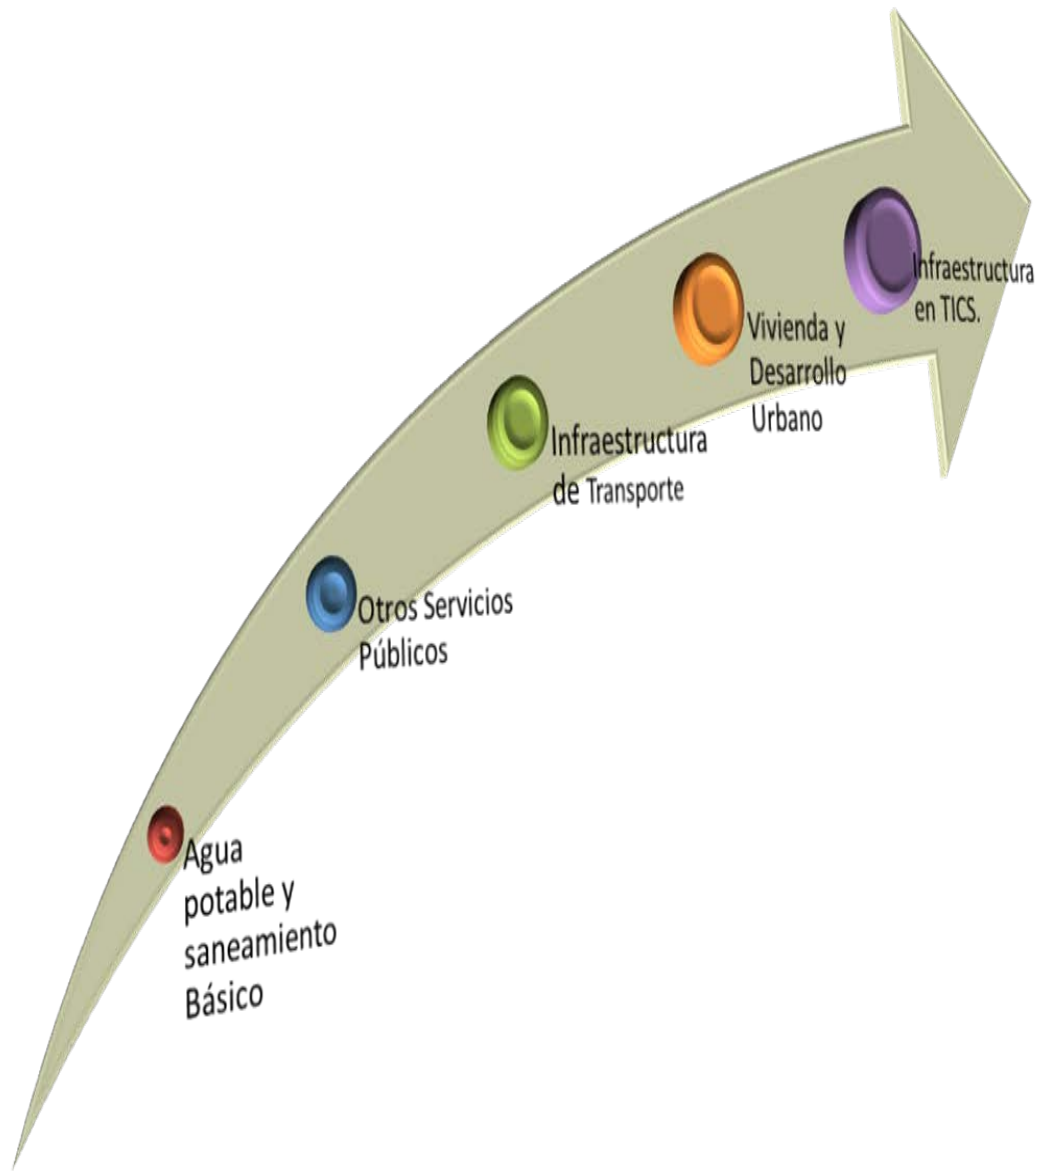 Infraestructura
en TICS.
Vivienda y
Desarrollo
Urbano
Infraestructura
de Transporte
Otros Servicios
Públicos
Agua
potable y
saneamiento
Básico